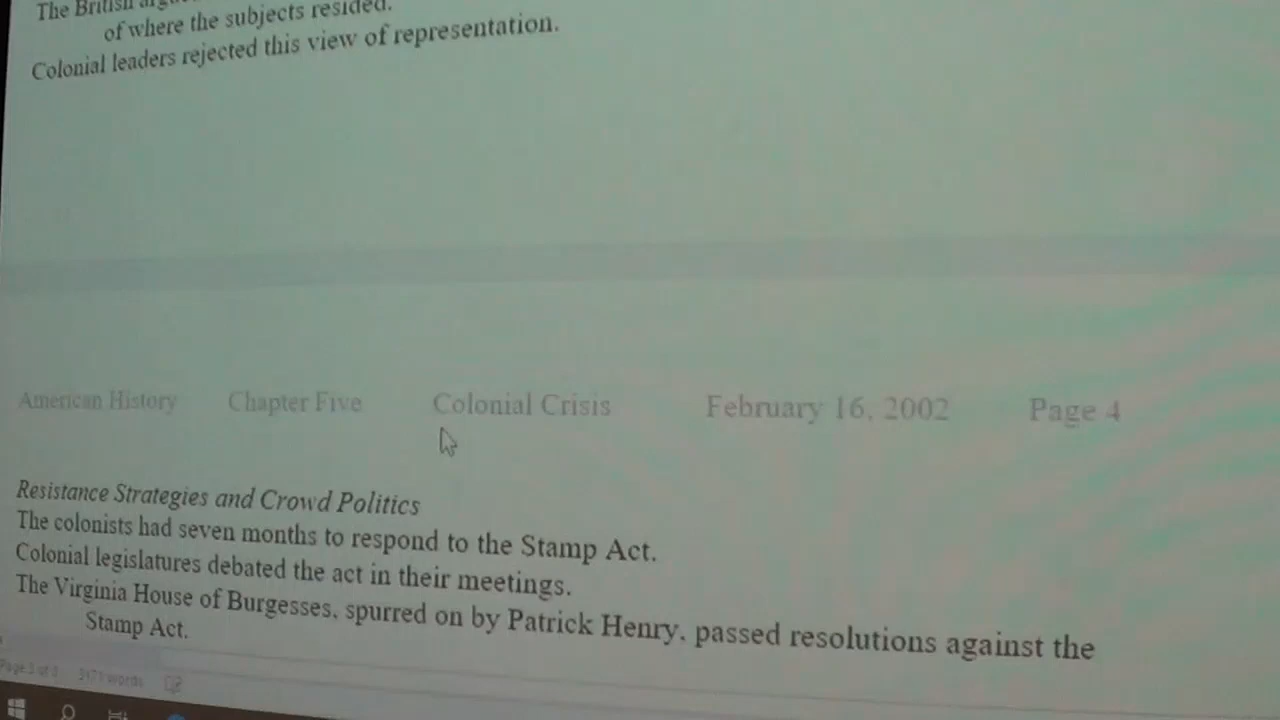 The British
of where the subjects resided.
Colonial leaders rejected this view of representation.
American History Chapter Five Colonial Crisis February 16, 2002 Page 4
Resistance Strategies and Crowd Politics
The colonists had seven months to respond to the Stamp Act.
Colonial legislatures debated the act in their meetings.
The Virginia House of Burgesses, spurred on by Patrick Henry, passed resolutions against the
Stamp Act.
words